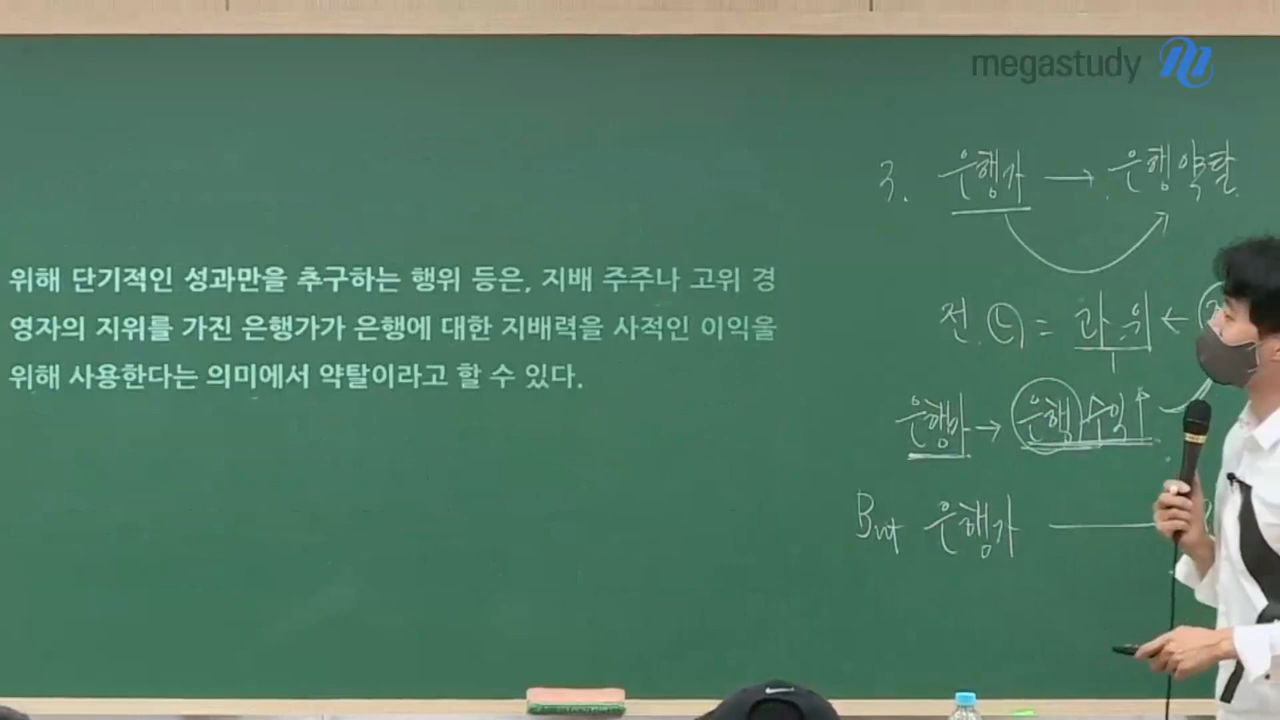 megastudy
위해 단기적인 성과만을 추구하는 행위 등은, 지배 주주나 고위 경
영자의 지위를 가진 은행가가 은행에 대한 지배력을 사적인 이익을
위해 사용한다는 의미에서 약탈이라고 할 수 있다.
3. 은행가 → 은행약탈
전. ㉡ = 과. 위 ←
은행가 → 은행 수익↑
But 은행가